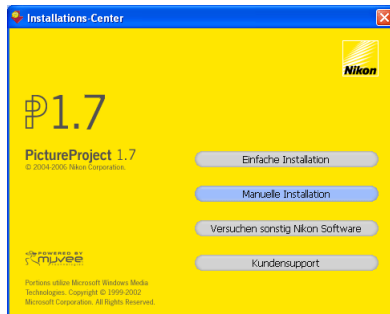 Installations-Center
Nikon
P1.7
PictureProject 1.7
© 2004-2006 Nikon Corporation.
Einfache Installation
Manuelle Installation
Versuchen sonstig Nikon Software
Kundensupport
POWERED BY
muvee
Portions utilize Microsoft Windows Media
Technologies. Copyright © 1999-2002
Microsoft Corporation. All Rights Reserved.